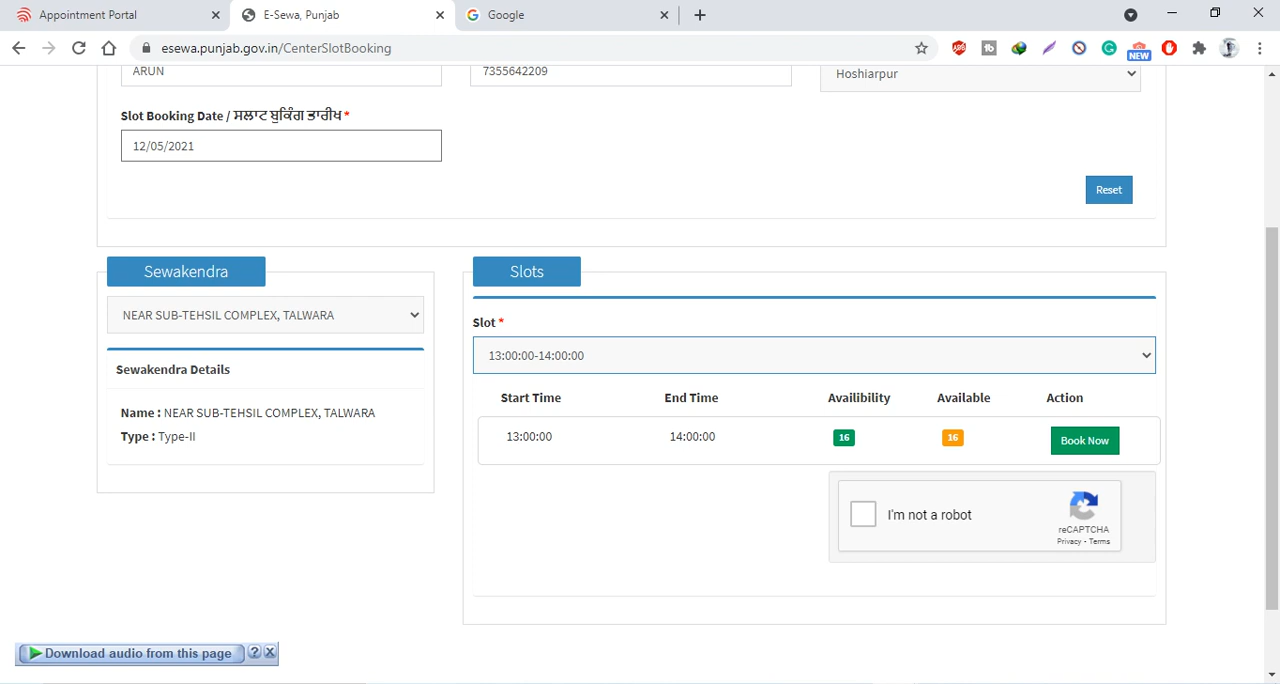 Appointment Portal
E-Sewa, Punjab
Google
esewa.punjab.gov.in/CenterSlotBooking
NEW
ARUN
7355642209
Hoshiarpur
Slot Booking Date / ਸਲਾਟ ਬੁਕਿੰਗ ਤਾਰੀਖ *
12/05/2021
Reset
Sewakendra
Slots
NEAR SUB-TEHSIL COMPLEX, TALWARA
Slot *
13:00:00-14:00:00
Sewakendra Details
Name : NEAR SUB-TEHSIL COMPLEX, TALWARA
Type : Type-II
Start Time End Time Availibility Available Action
13:00:00 14:00:00 16 16 Book Now
I'm not a robot
reCAPTCHA
Privacy - Terms
Download audio from this page ? X